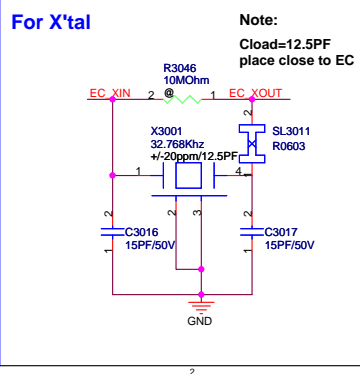 For X'tal
Note:
Cload=12.5PF
place close to EC
R3046
10MOhm
@
EC_XIN
2
1
EC_XOUT
2
X3001
32.768Khz
+/-20ppm/12.5PF
SL3011
R0603
1
4
1
2
3
2
C3016
15PF/50V
1
2
C3017
15PF/50V
1
GND
2